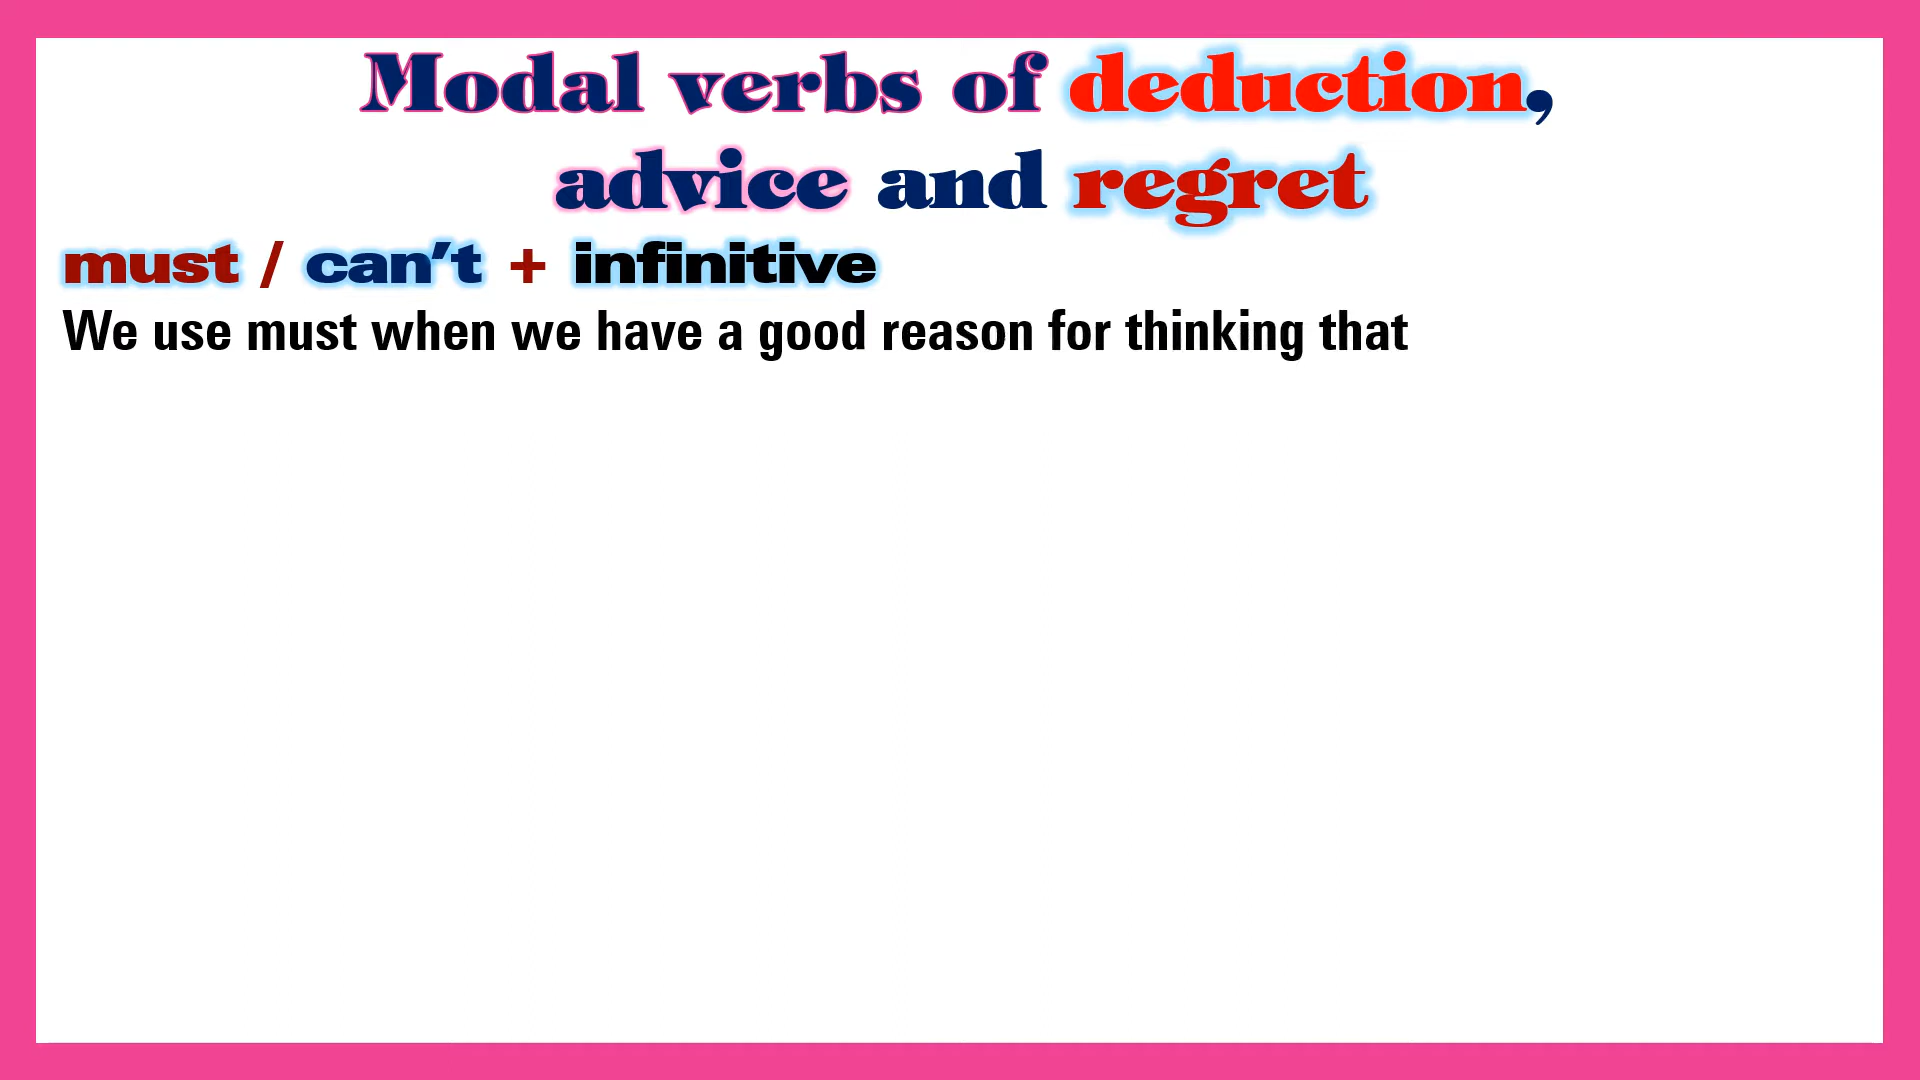 Modal verbs of deduction,
advice and regret
must / can’t + infinitive
We use must when we have a good reason for thinking that